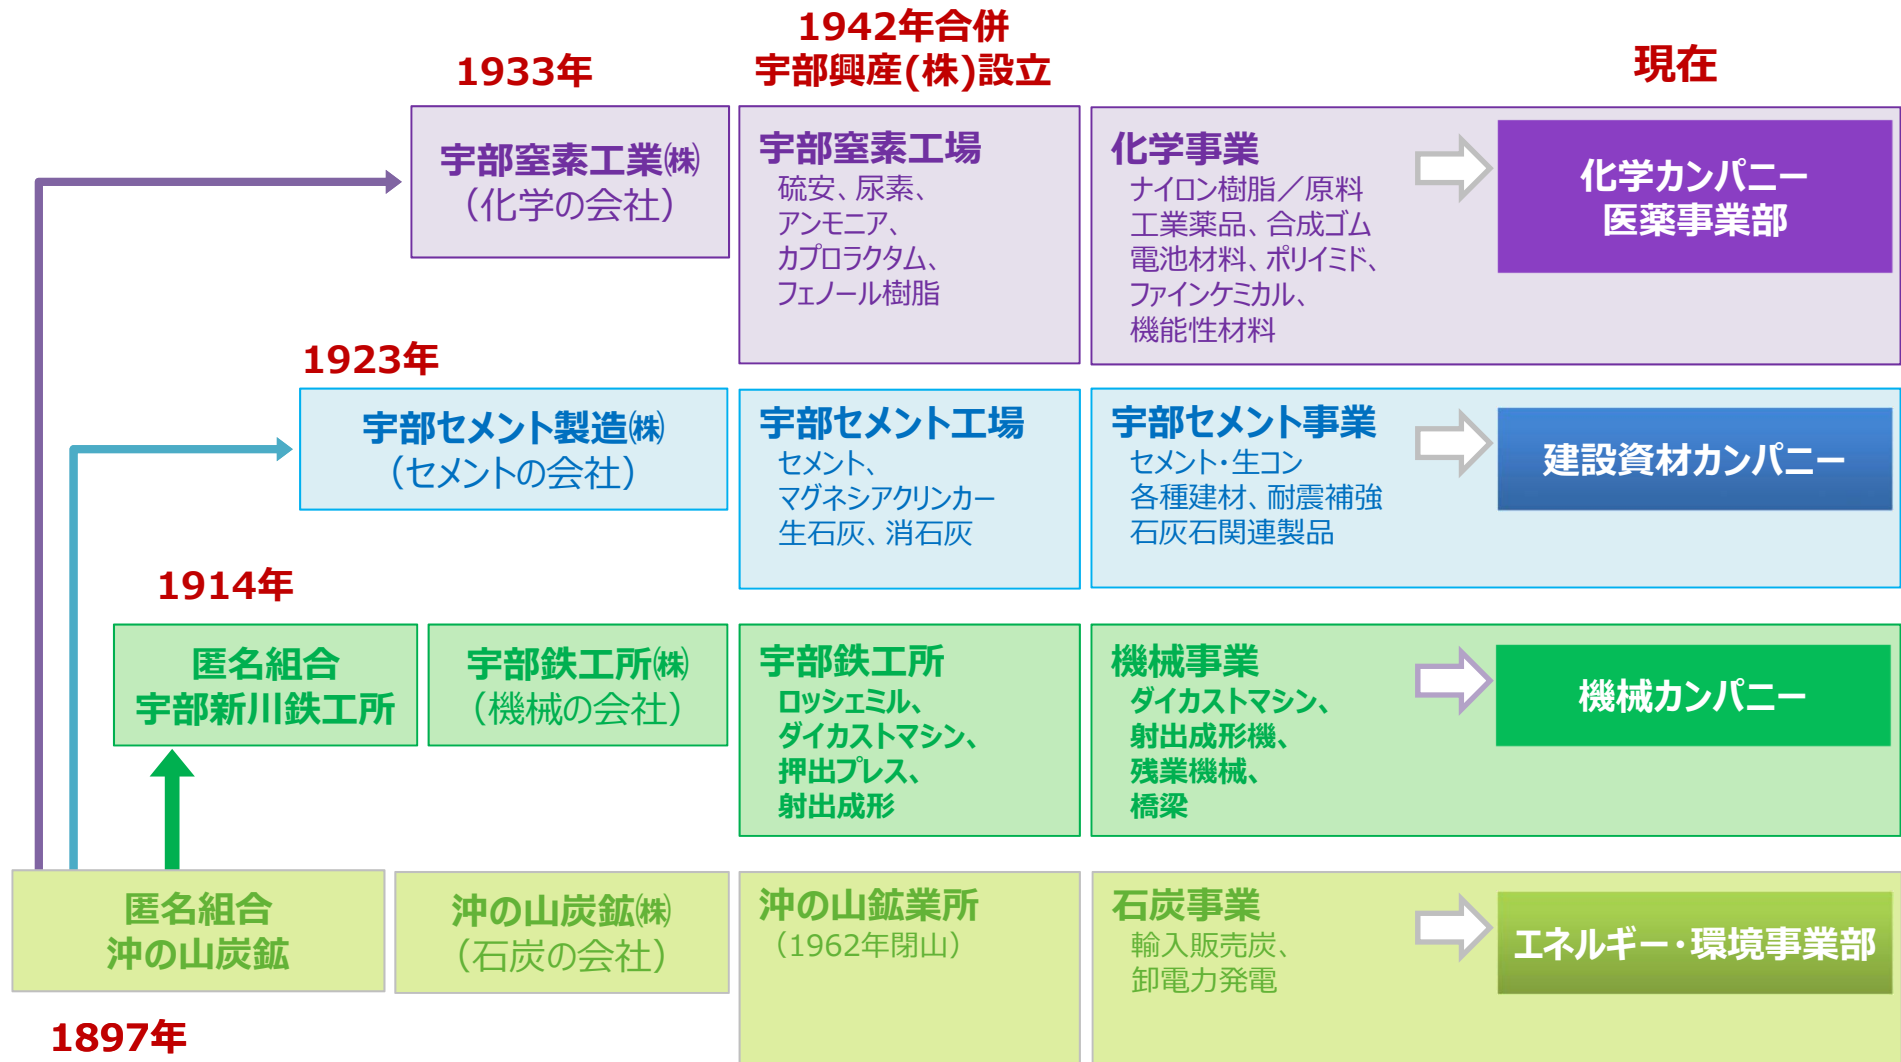 1942年合併
宇部興産(株)設立
1933年
現在
宇部窒素工業㈱
（化学の会社）
宇部窒素工場
硫安、尿素、
アンモニア、
カプロラクタム、
フェノール樹脂
化学事業
ナイロン樹脂／原料
工業薬品、合成ゴム
電池材料、ポリイミド、
ファインケミカル、
機能性材料
化学カンパニー
医薬事業部
1923年
宇部セメント製造㈱
（セメントの会社）
宇部セメント工場
セメント、
マグネシアクリンカー
生石灰、消石灰
宇部セメント事業
セメント・生コン
各種建材、耐震補強
石灰石関連製品
建設資材カンパニー
1914年
匿名組合
宇部新川鉄工所
宇部鉄工所㈱
（機械の会社）
宇部鉄工所
ロッシェミル、
ダイカストマシン、
押出プレス、
射出成形
機械事業
ダイカストマシン、
射出成形機、
残業機械、
橋梁
機械カンパニー
匿名組合
沖の山炭鉱
沖の山炭鉱㈱
（石炭の会社）
沖の山鉱業所
（1962年閉山）
石炭事業
輸入販売炭、
卸電力発電
エネルギー・環境事業部
1897年